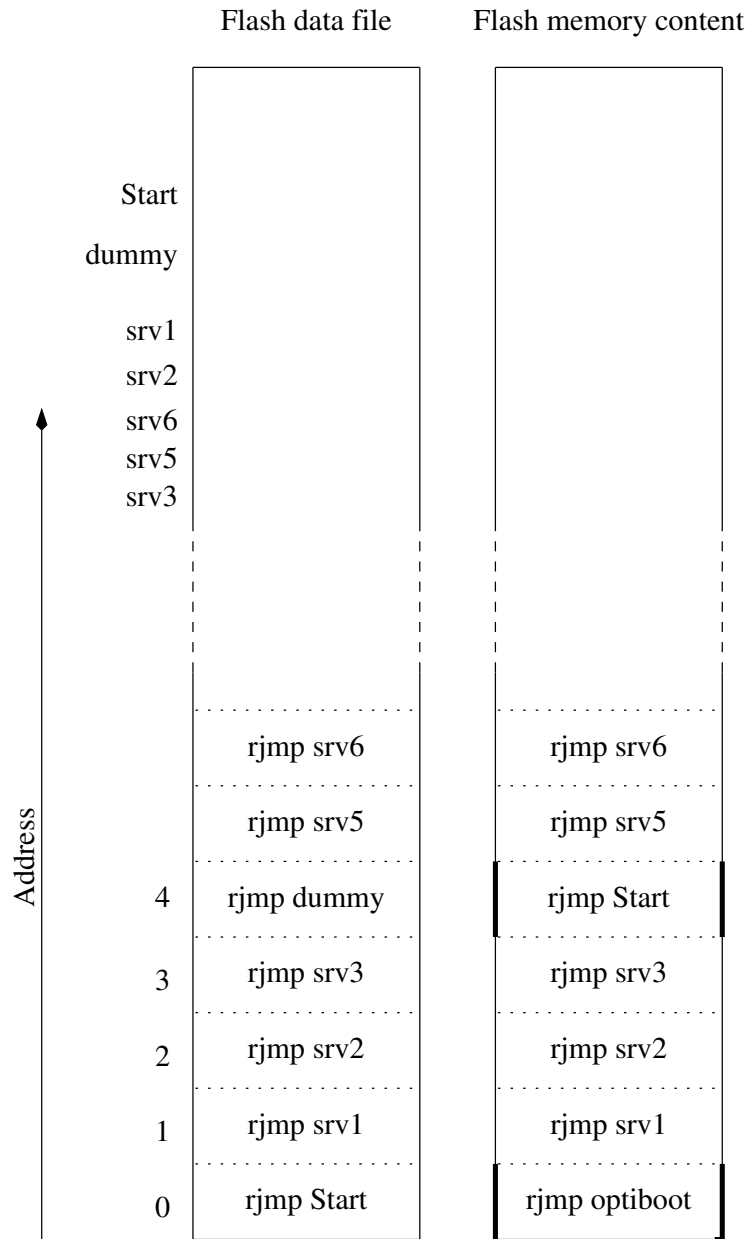 Flash data file
Flash memory content
Start
dummy
srv1
srv2
srv6
srv5
srv3
rjmp srv6
rjmp srv6
rjmp srv5
rjmp srv5
4
rjmp dummy
rjmp Start
3
rjmp srv3
rjmp srv3
2
rjmp srv2
rjmp srv2
1
rjmp srv1
rjmp srv1
0
rjmp Start
rjmp optiboot
Address